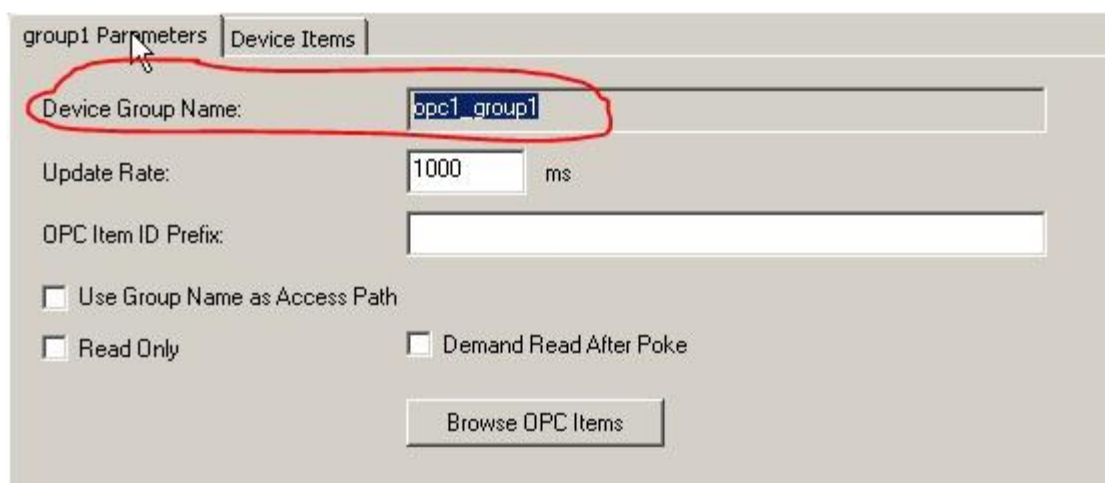 group1 Parameters Device Items
Device Group Name: opc1_group1
Update Rate: 1000 ms
OPC Item ID Prefix:
Use Group Name as Access Path
Read Only Demand Read After Poke
Browse OPC Items